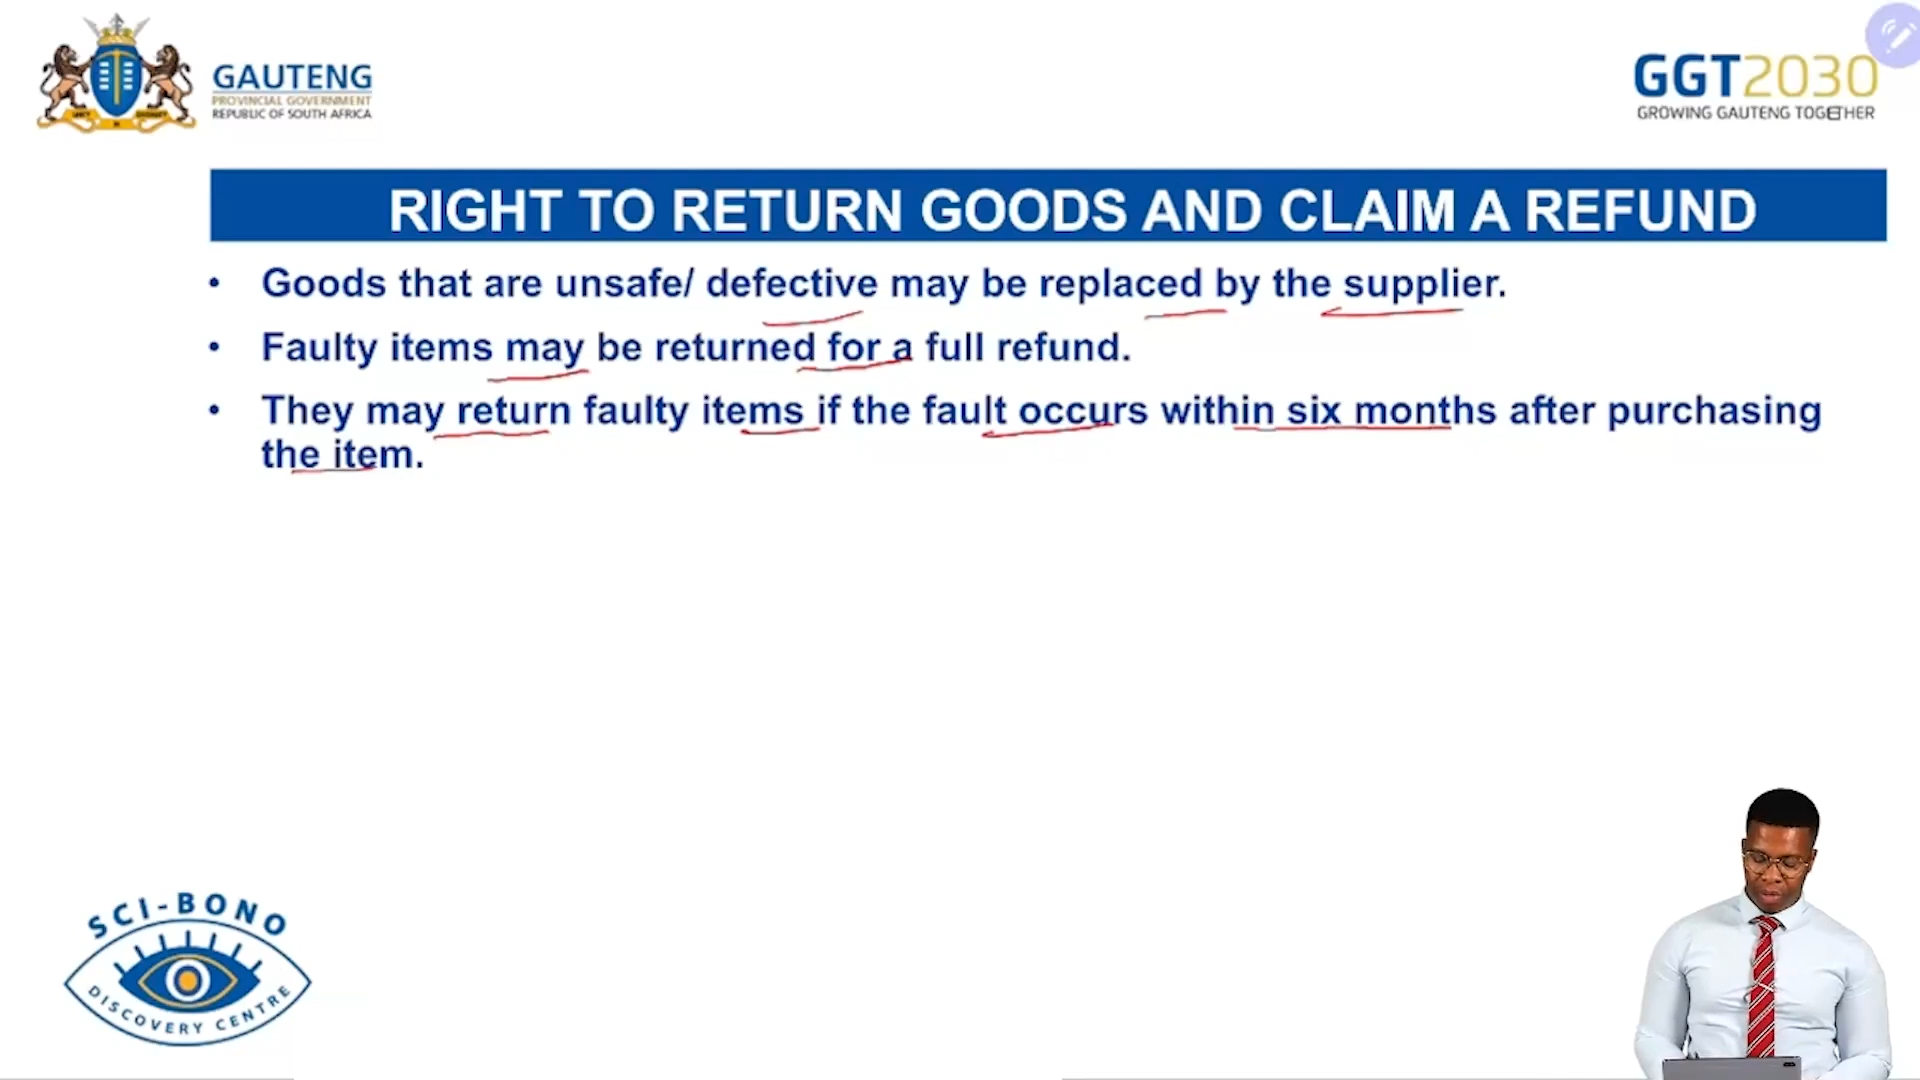 GAUTENG
PROVINCIAL GOVERNMENT
REPUBLIC OF SOUTH AFRICA
GGT2030
GROWING GAUTENG TOGETHER
RIGHT TO RETURN GOODS AND CLAIM A REFUND
• Goods that are unsafe/ defective may be replaced by the supplier.
• Faulty items may be returned for a full refund.
• They may return faulty items if the fault occurs within six months after purchasing
the item.
SCI-BONO
DISCOVERY CENTRE